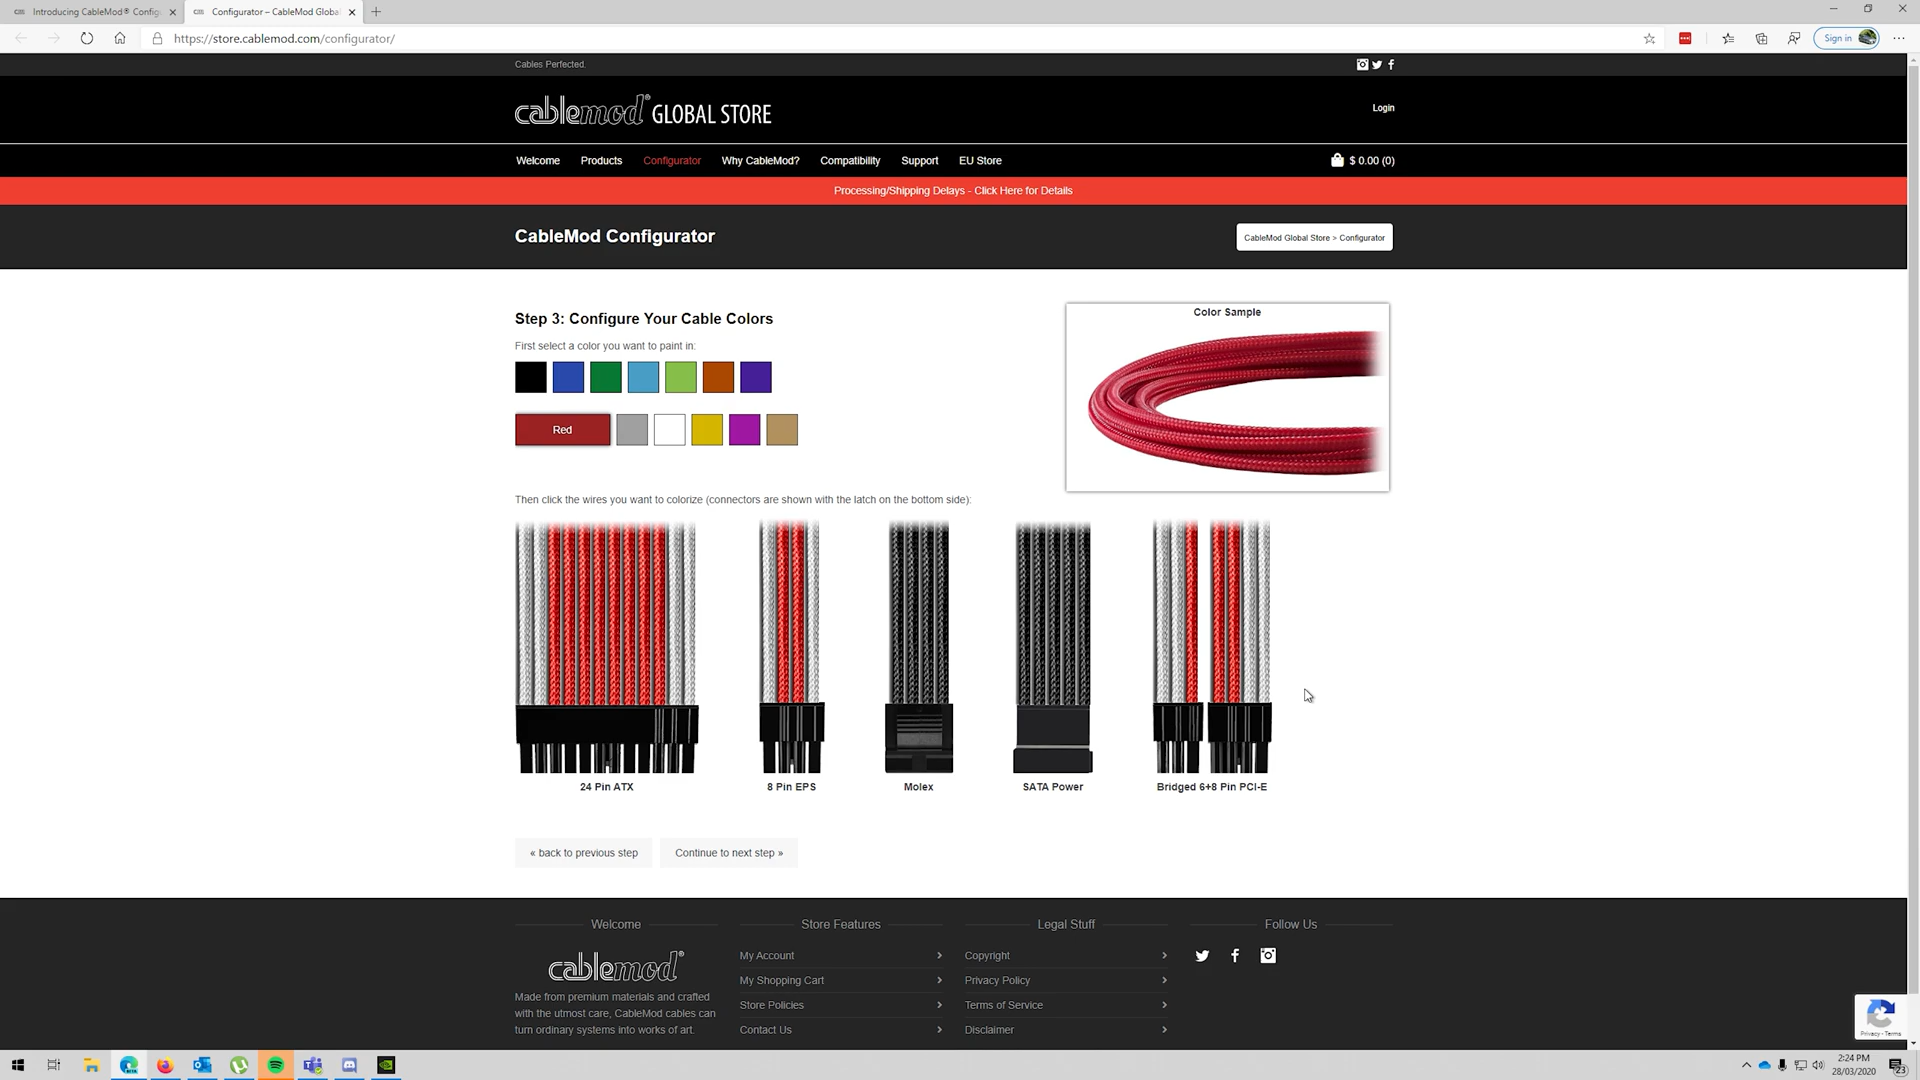 Introducing CableMod® Config
Configurator – CableMod Global
https://store.cablemod.com/configurator/
Sign in
Cables Perfected.
cablemod® GLOBAL STORE
Login
Welcome Products Configurator Why CableMod? Compatibility Support EU Store
$ 0.00 (0)
Processing/Shipping Delays - Click Here for Details
CableMod Configurator
CableMod Global Store > Configurator
Step 3: Configure Your Cable Colors
First select a color you want to paint in:
Red
Color Sample
Then click the wires you want to colorize (connectors are shown with the latch on the bottom side):
24 Pin ATX
8 Pin EPS
Molex
SATA Power
Bridged 6+8 Pin PCI-E
« back to previous step
Continue to next step »
Welcome
cablemod®
Made from premium materials and crafted
with the utmost care, CableMod cables can
turn ordinary systems into works of art.
Store Features
My Account
My Shopping Cart
Store Policies
Contact Us
Legal Stuff
Copyright
Privacy Policy
Terms of Service
Disclaimer
Follow Us
Privacy - Terms
2:24 PM
28/03/2020
23